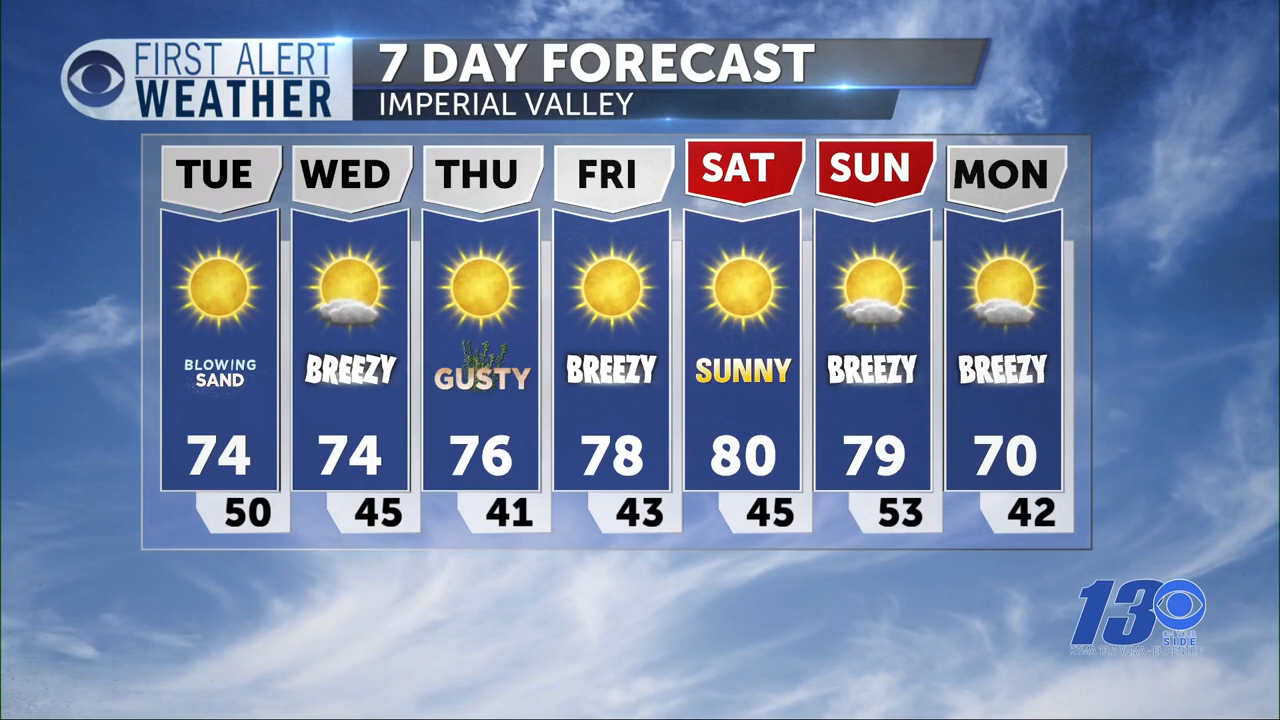 FIRST ALERT
WEATHER
7 DAY FORECAST
IMPERIAL VALLEY
TUE WED THU FRI SAT SUN MON
BLOWING
SAND
BREEZY
GUSTY
BREEZY
SUNNY
BREEZY
BREEZY
74 74 76 78 80 79 70
50 45 41 43 45 53 42
13
SIDE